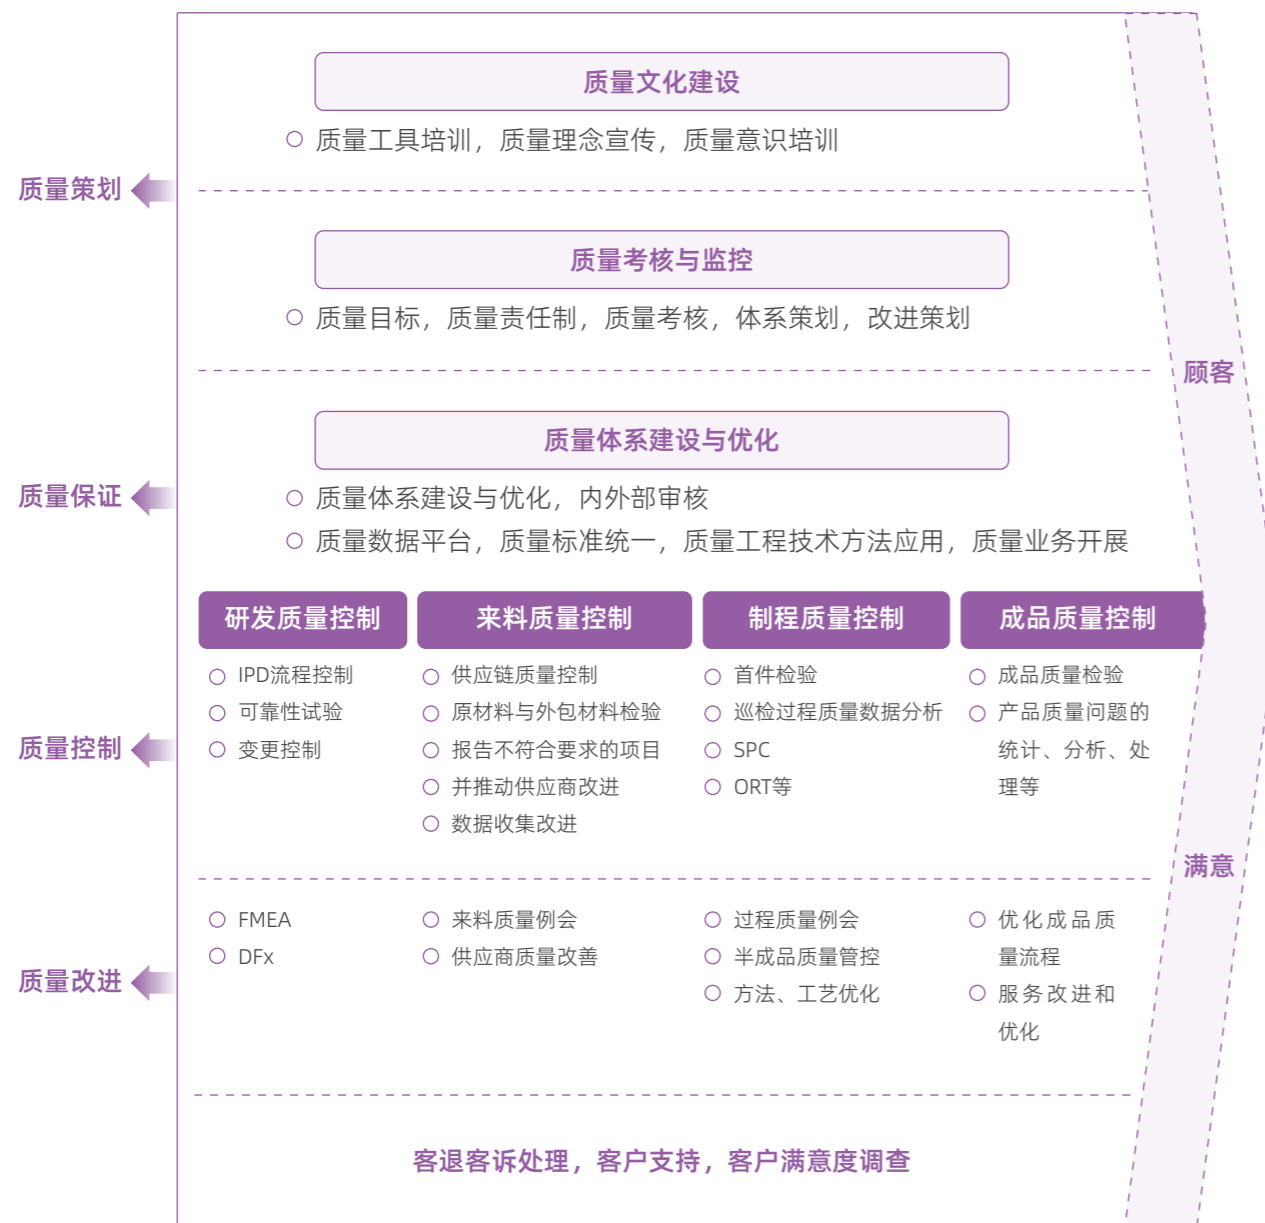 质量文化建设
质量工具培训，质量理念宣传，质量意识培训
质量策划
质量考核与监控
质量目标，质量责任制，质量考核，体系策划，改进策划
顾客
质量体系建设与优化
质量保证
质量体系建设与优化，内外部审核
质量数据平台，质量标准统一，质量工程技术方法应用，质量业务开展
质量控制
研发质量控制
IPD流程控制
可靠性试验
变更控制
来料质量控制
供应链质量控制
原材料与外包材料检验
报告不符合要求的项目
并推动供应商改进
数据收集改进
制程质量控制
首件检验
巡检过程质量数据分析
SPC
ORT等
成品质量控制
成品质量检验
产品质量问题的
统计、分析、处
理等
满意
质量改进
FMEA
DFx
来料质量例会
供应商质量改善
过程质量例会
半成品质量管控
方法、工艺优化
优化成品质
量流程
服务改进和
优化
客退客诉处理，客户支持，客户满意度调查